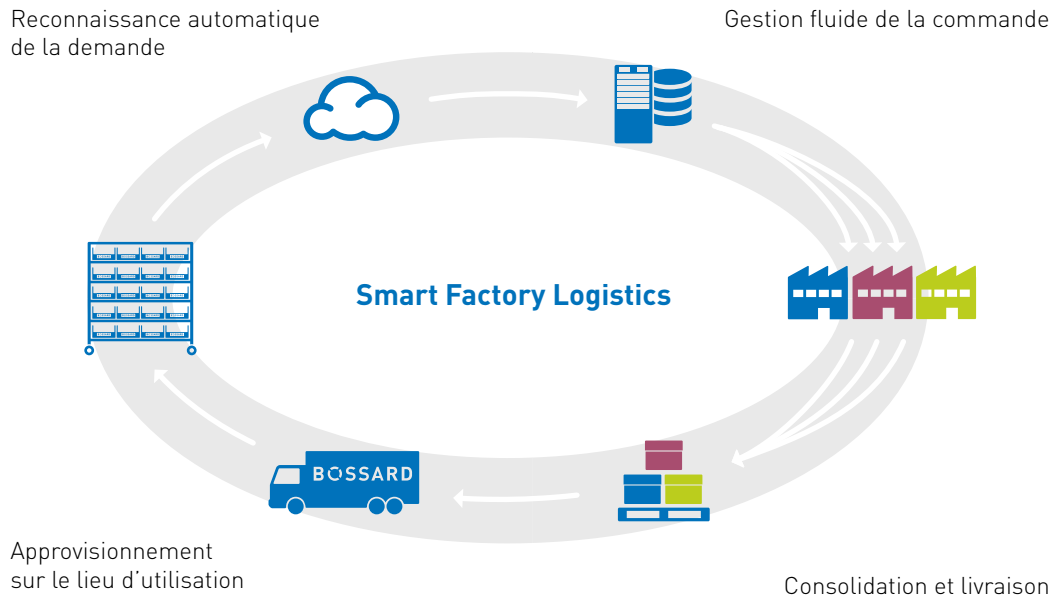 Reconnaissance automatique
de la demande
Gestion fluide de la commande
Smart Factory Logistics
BOSSARD
Approvisionnement
sur le lieu d’utilisation
Consolidation et livraison